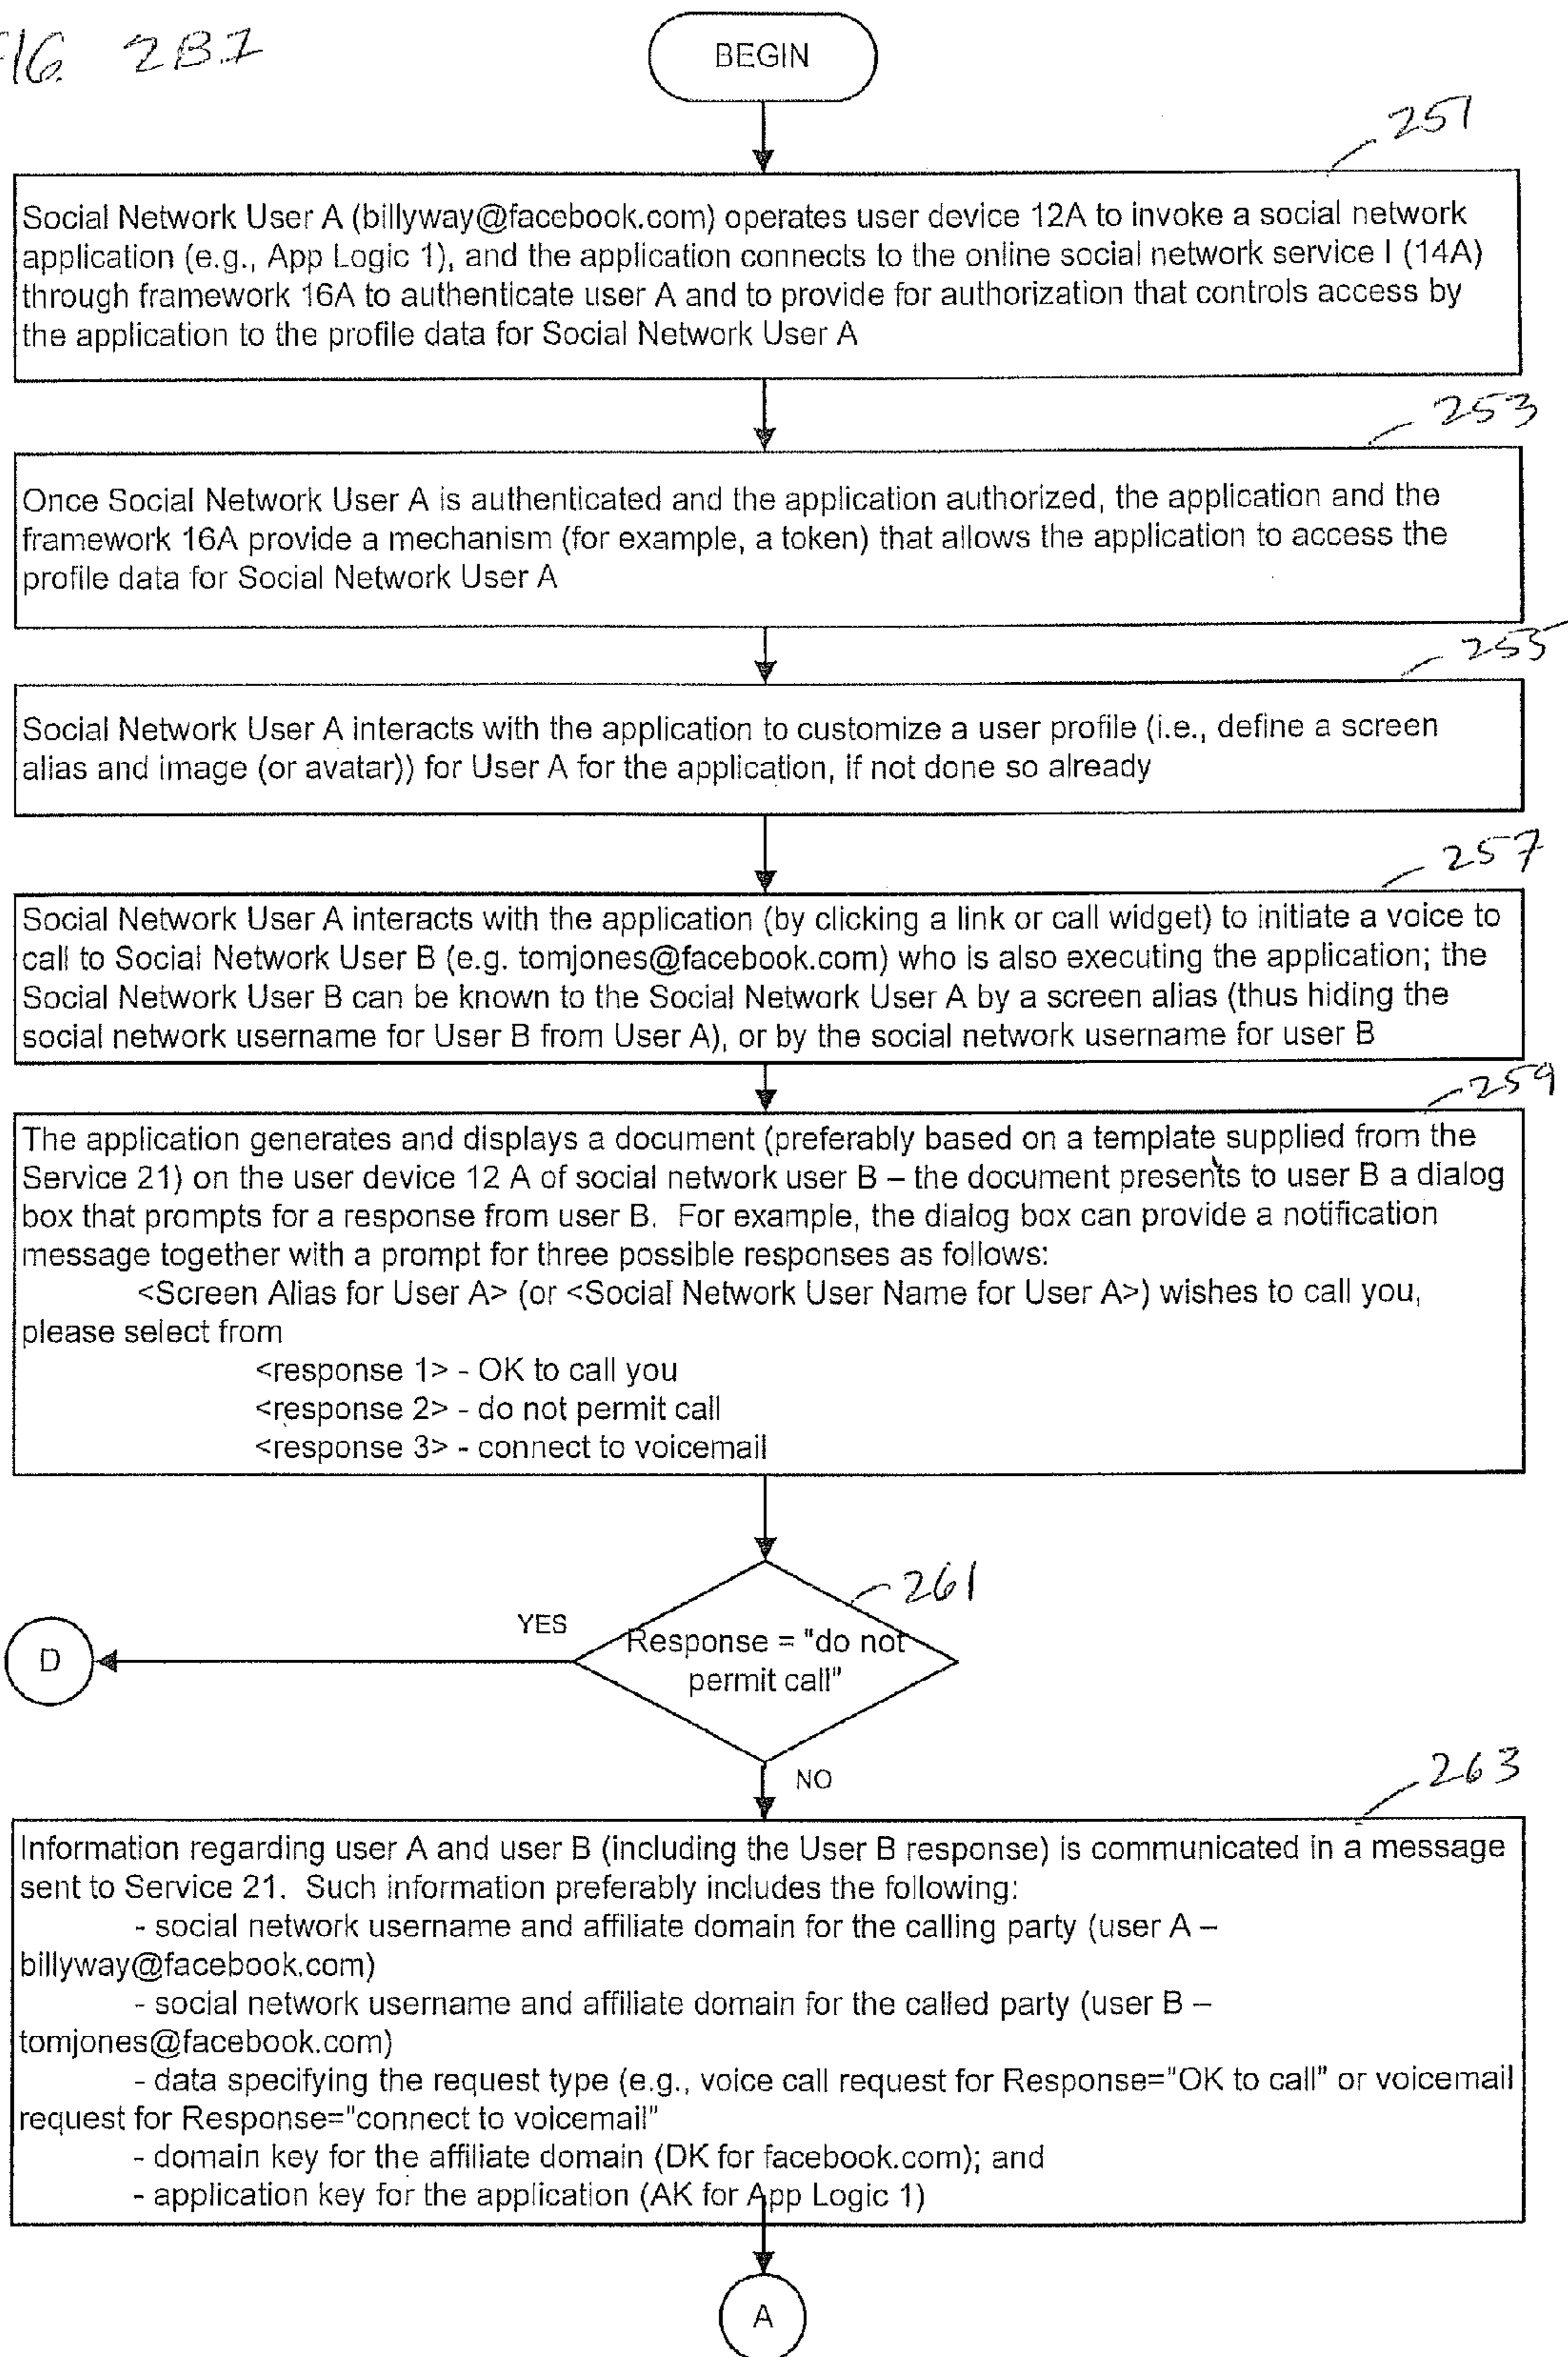 FIG. 2B1
BEGIN
251
Social Network User A (billyway@facebook.com) operates user device 12A to invoke a social network
application (e.g., App Logic 1), and the application connects to the online social network service I (14A)
through framework 16A to authenticate user A and to provide for authorization that controls access by
the application to the profile data for Social Network User A
253
Once Social Network User A is authenticated and the application authorized, the application and the
framework 16A provide a mechanism (for example, a token) that allows the application to access the
profile data for Social Network User A
255
Social Network User A interacts with the application to customize a user profile (i.e., define a screen
alias and image (or avatar)) for User A for the application, if not done so already
257
Social Network User A interacts with the application (by clicking a link or call widget) to initiate a voice to
call to Social Network User B (e.g. tomjones@facebook.com) who is also executing the application; the
Social Network User B can be known to the Social Network User A by a screen alias (thus hiding the
social network username for User B from User A), or by the social network username for user B
259
The application generates and displays a document (preferably based on a template supplied from the
Service 21) on the user device 12 A of social network user B – the document presents to user B a dialog
box that prompts for a response from user B. For example, the dialog box can provide a notification
message together with a prompt for three possible responses as follows:
<Screen Alias for User A> (or <Social Network User Name for User A>) wishes to call you,
please select from
<response 1> - OK to call you
<response 2> - do not permit call
<response 3> - connect to voicemail
261
YES
D
Response = "do not
permit call"
NO
263
Information regarding user A and user B (including the User B response) is communicated in a message
sent to Service 21. Such information preferably includes the following:
- social network username and affiliate domain for the calling party (user A –
billyway@facebook.com)
- social network username and affiliate domain for the called party (user B –
tomjones@facebook.com)
- data specifying the request type (e.g., voice call request for Response="OK to call" or voicemail
request for Response="connect to voicemail"
- domain key for the affiliate domain (DK for facebook.com); and
- application key for the application (AK for App Logic 1)
A